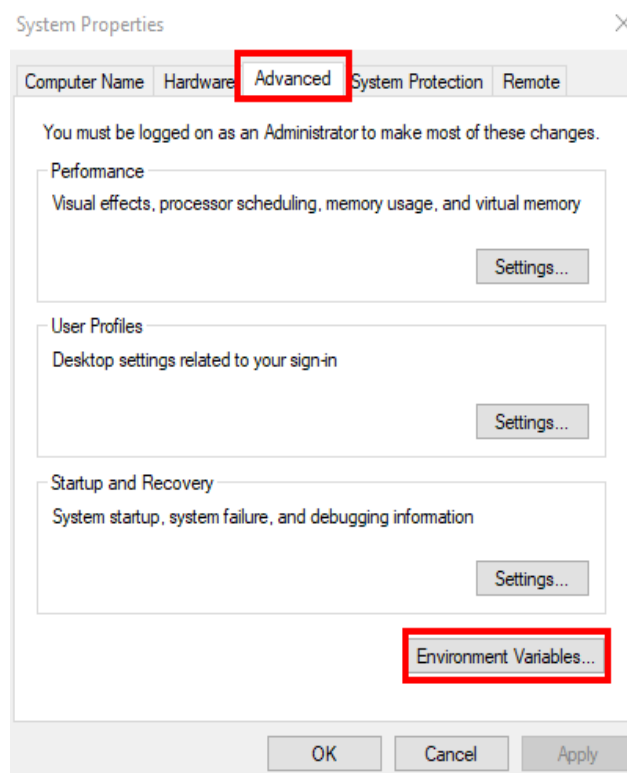 System Properties
Computer Name Hardware Advanced System Protection Remote
You must be logged on as an Administrator to make most of these changes.
Performance
Visual effects, processor scheduling, memory usage, and virtual memory
Settings...
User Profiles
Desktop settings related to your sign-in
Settings...
Startup and Recovery
System startup, system failure, and debugging information
Settings...
Environment Variables...
OK Cancel Apply